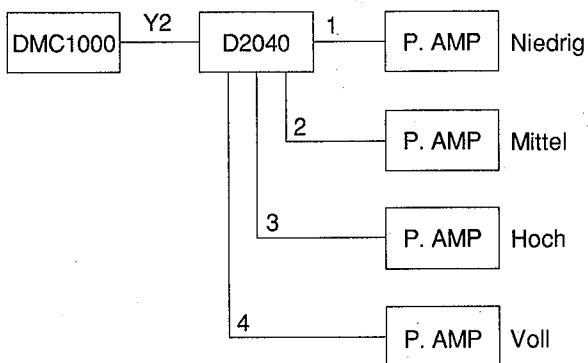 DMC1000 Y2 D2040 1 P. AMP Niedrig
2 P. AMP Mittel
3 P. AMP Hoch
4 P. AMP Voll